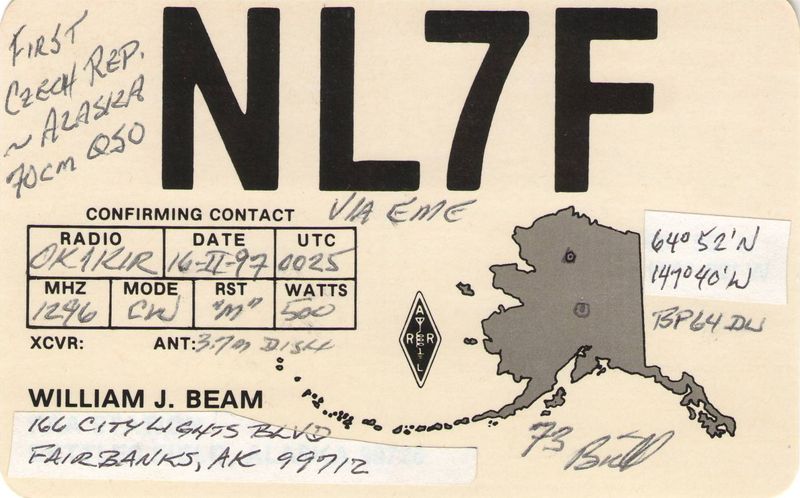 NL7F
FIRST
CZECH REP.
~ ALASKA
70CM QSO
VIA EME
CONFIRMING CONTACT
RADIO DATE UTC
OK1KIR 16-II-97 0025
MHZ MODE RST WATTS
1296 CW "M" 500
XCVR: ANT: 3.7m DISH
64° 52'N
147° 40'W
BP64DU
ARRL
WILLIAM J. BEAM
166 CITYLIGHTS BLVD
FAIRBANKS, AK 99712
73 Bill